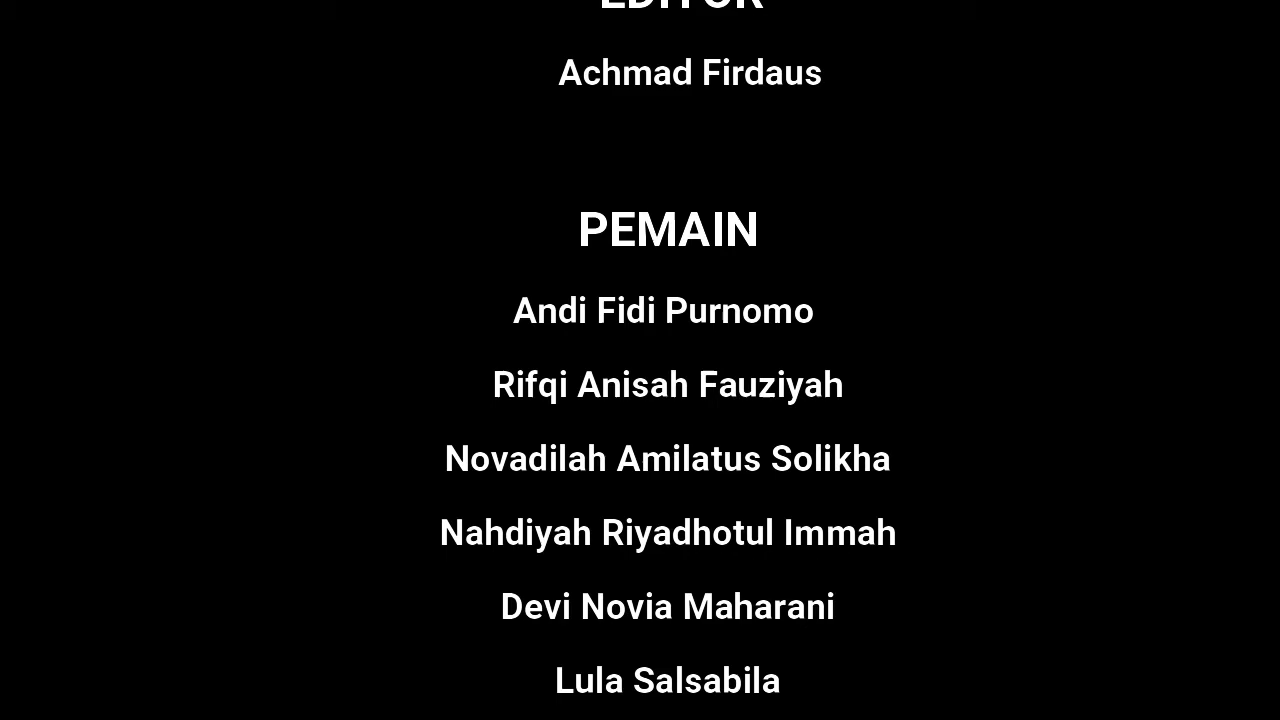 EDITOR
Achmad Firdaus
PEMAIN
Andi Fidi Purnomo
Rifqi Anisah Fauziyah
Novadilah Amilatus Solikha
Nahdiyah Riyadhotul Immah
Devi Novia Maharani
Lula Salsabila